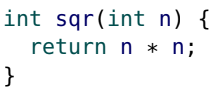 int sqr(int n) {
  return n * n;
}